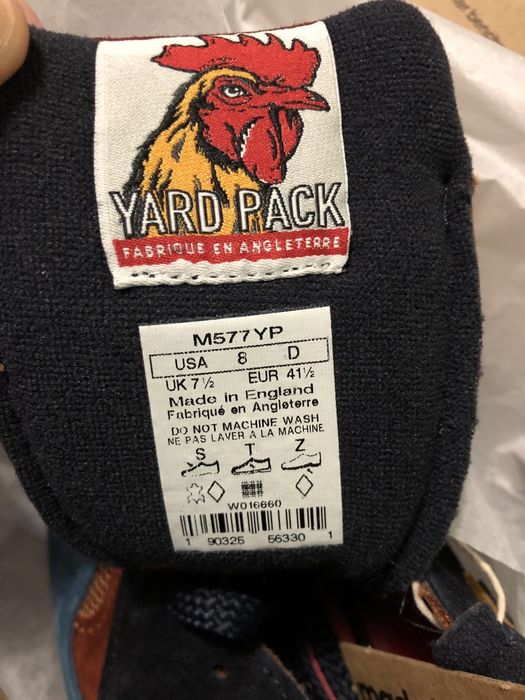 YARD PACK
FABRIQUE EN ANGLETERRE
M577YP
USA 8 D
UK 7½ EUR 41½
Made in England
Fabriqué en Angleterre
DO NOT MACHINE WASH
NE PAS LAVER A LA MACHINE
S T Z
W016660
1 90325 56330 1